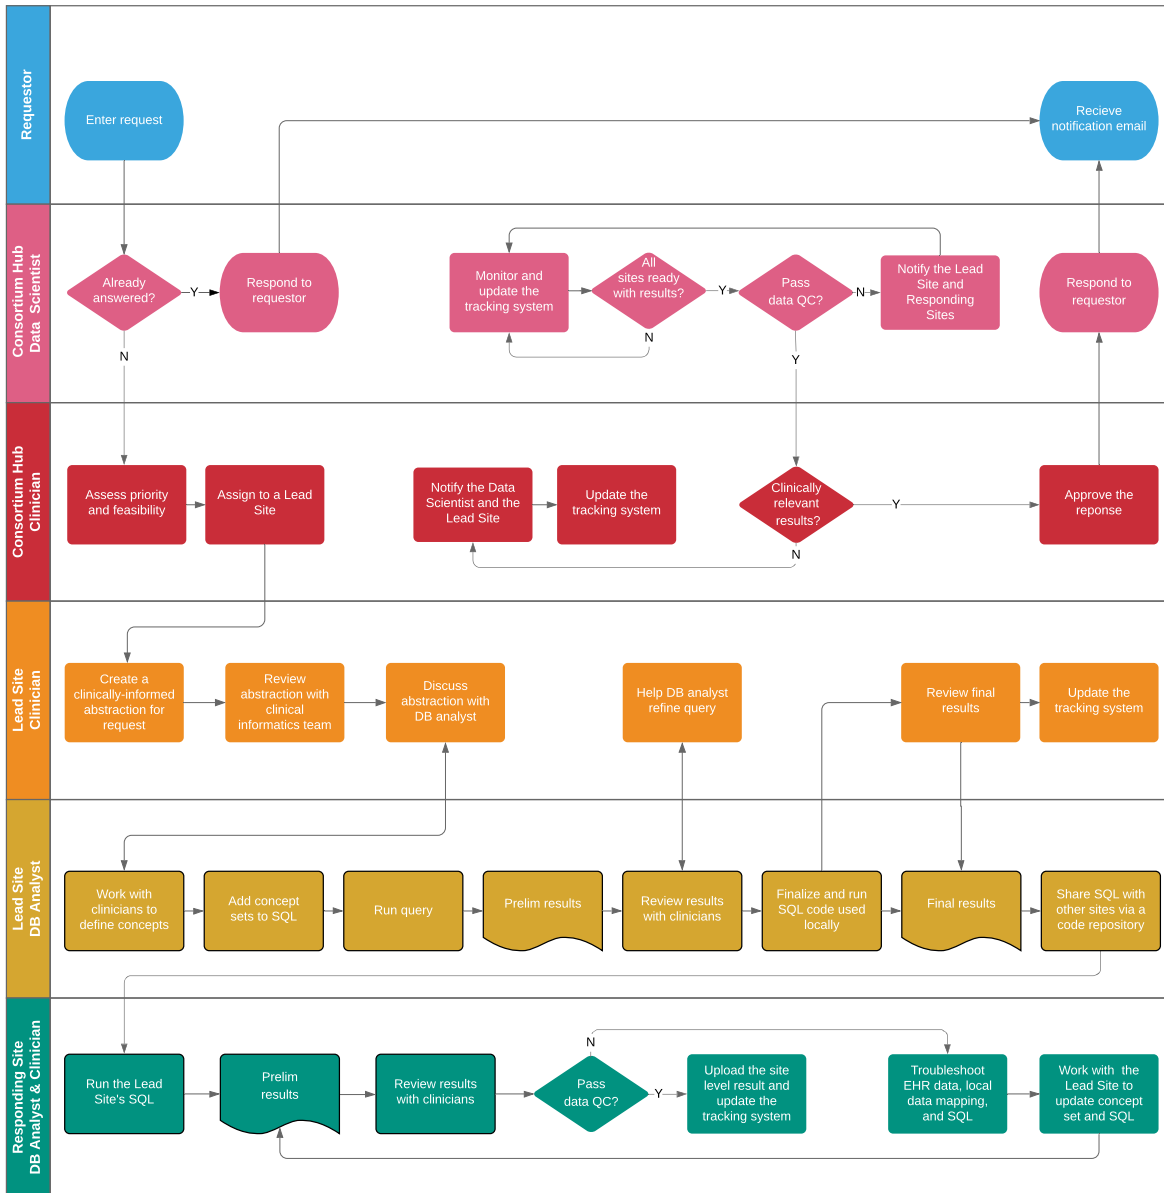 Requestor
Enter request
Recieve
notification email
Consortium Hub
Data Scientist
Already
answered?
Y
Respond to
requestor
N
Monitor and
update the
tracking system
All
sites ready
with results?
N
Y
Pass
data QC?
N
Y
Notify the Lead
Site and
Responding
Sites
Respond to
requestor
Consortium Hub
Clinician
Assess priority
and feasibility
Assign to a Lead
Site
Notify the Data
Scientist and the
Lead Site
Update the
tracking system
Clinically
relevant
results?
Y
N
Approve the
reponse
Lead Site
Clinician
Create a
clinically-informed
abstraction for
request
Review
abstraction with
clinical
informatics team
Discuss
abstraction with
DB analyst
Help DB analyst
refine query
Review final
results
Update the
tracking system
Lead Site
DB Analyst
Work with
clinicians to
define concepts
Add concept
sets to SQL
Run query
Prelim results
Review results
with clinicians
Finalize and run
SQL code used
locally
Final results
Share SQL with
other sites via a
code repository
Responding Site
DB Analyst & Clinician
Run the Lead
Site's SQL
Prelim
results
Review results
with clinicians
Pass
data QC?
N
Y
Upload the site
level result and
update the
tracking system
Troubleshoot
EHR data, local
data mapping,
and SQL
Work with the
Lead Site to
update concept
set and SQL